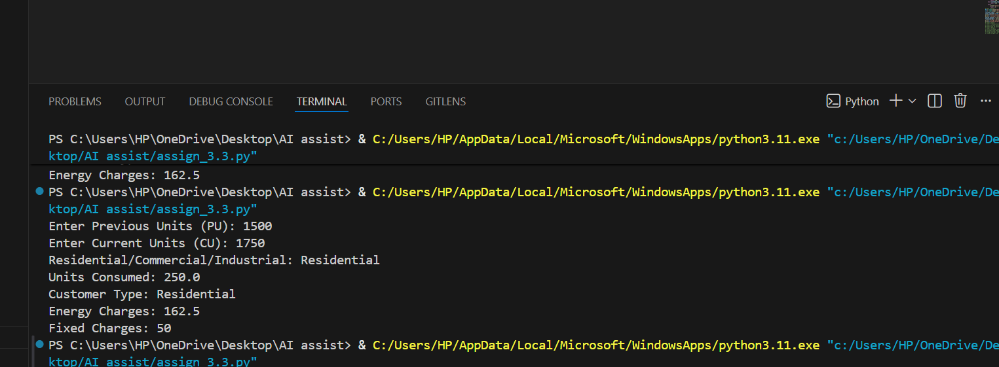 PROBLEMS OUTPUT DEBUG CONSOLE TERMINAL PORTS GITLENS Python
PS C:\Users\HP\OneDrive\Desktop\AI assist> & C:/Users/HP/AppData/Local/Microsoft/WindowsApps/python3.11.exe "c:/Users/HP/OneDrive/De
ktop/AI assist/assign_3.3.py"
Energy Charges: 162.5
PS C:\Users\HP\OneDrive\Desktop\AI assist> & C:/Users/HP/AppData/Local/Microsoft/WindowsApps/python3.11.exe "c:/Users/HP/OneDrive/De
ktop/AI assist/assign_3.3.py"
Enter Previous Units (PU): 1500
Enter Current Units (CU): 1750
Residential/Commercial/Industrial: Residential
Units Consumed: 250.0
Customer Type: Residential
Energy Charges: 162.5
Fixed Charges: 50
PS C:\Users\HP\OneDrive\Desktop\AI assist> & C:/Users/HP/AppData/Local/Microsoft/WindowsApps/python3.11.exe "c:/Users/HP/OneDrive/De
ktop/AI assist/assign_3.3.py"